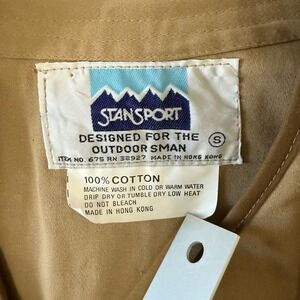 STANSPORT
DESIGNED FOR THE
OUTDOORSMAN
S
ITEM NO. 675 RN 38927 MADE IN HONG KONG
100% COTTON
MACHINE WASH IN COLD OR WARM WATER
DRIP DRY OR TUMBLE DRY LOW HEAT
DO NOT BLEACH
MADE IN HONG KONG